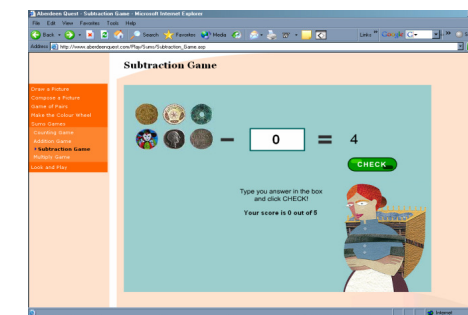 Aberdeen Quest - Subtraction Game - Microsoft Internet Explorer
File Edit View Favorites Tools Help
Back Search Favorites Media Links Google G
Address http://www.aberdeenquest.com/Play/Sums/Subtraction_Game.asp
Subtraction Game
Draw a Picture
Compose a Picture
Game of Pairs
Make the Colour Wheel
Sums Games
Counting Game
Addition Game
Subtraction Game
Multiply Game
Look and Play
- 0 = 4
CHECK
Type you answer in the box
and click CHECK!
Your score is 0 out of 5
Internet